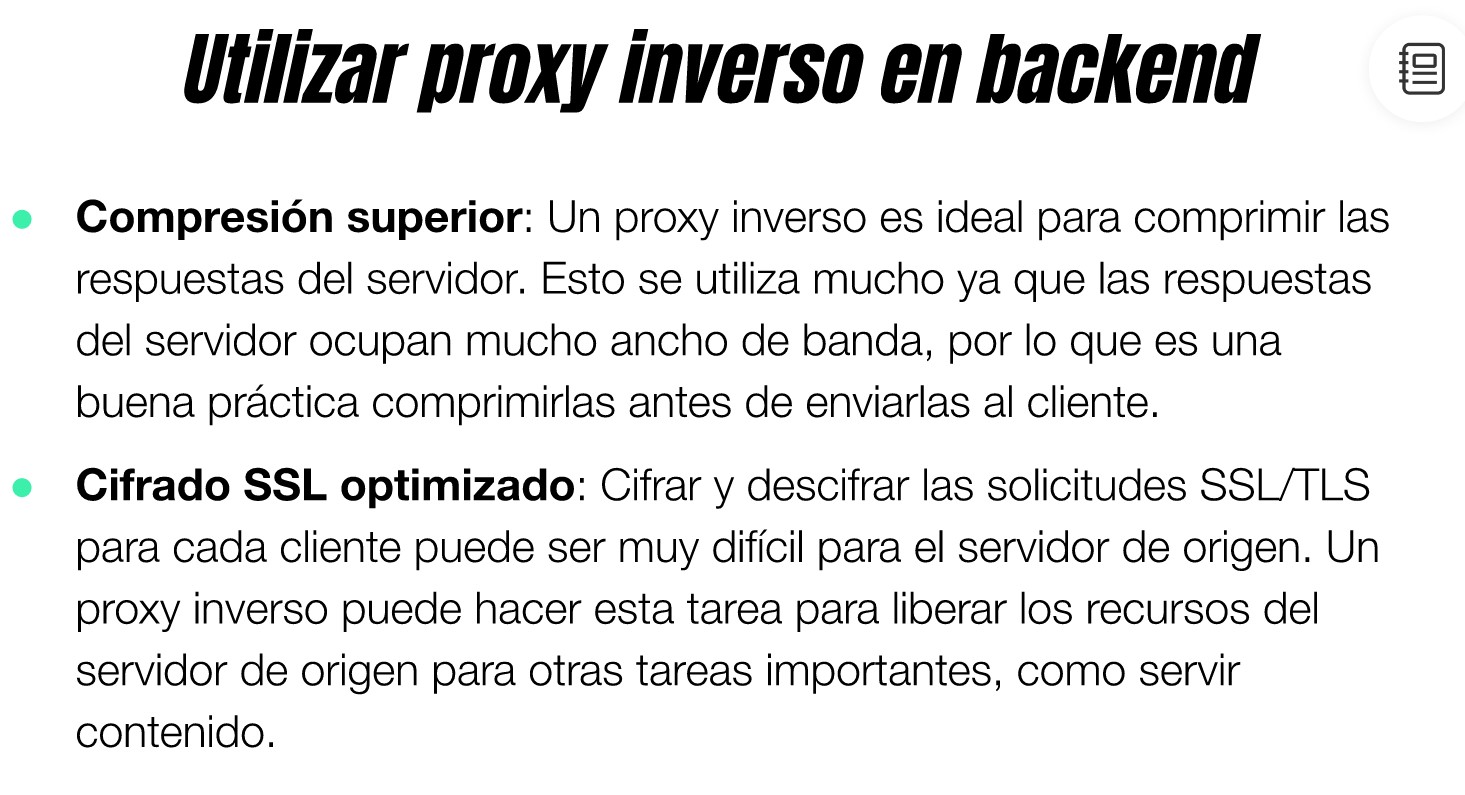 Utilizar proxy inverso en backend
• Compresión superior: Un proxy inverso es ideal para comprimir las
respuestas del servidor. Esto se utiliza mucho ya que las respuestas
del servidor ocupan mucho ancho de banda, por lo que es una
buena práctica comprimirlas antes de enviarlas al cliente.
• Cifrado SSL optimizado: Cifrar y descifrar las solicitudes SSL/TLS
para cada cliente puede ser muy difícil para el servidor de origen. Un
proxy inverso puede hacer esta tarea para liberar los recursos del
servidor de origen para otras tareas importantes, como servir
contenido.